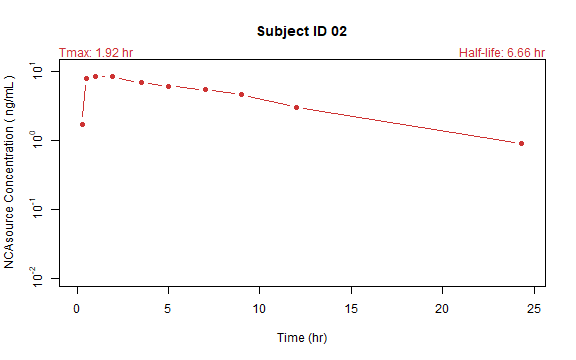 Subject ID 02
Tmax: 1.92 hr
Half-life: 6.66 hr
NCAsource Concentration ( ng/mL )
10^1
10^0
10^-1
10^-2
0 5 10 15 20 25
Time (hr)